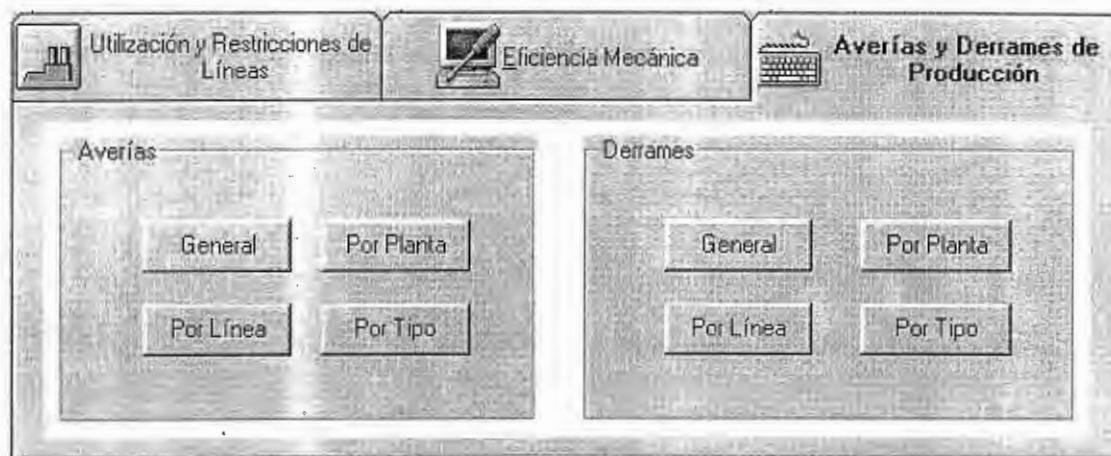 Utilización y Restricciones de
Líneas
Eficiencia Mecánica
Averías y Derrames de
Producción
Averías
General
Por Planta
Por Línea
Por Tipo
Derrames
General
Por Planta
Por Línea
Por Tipo